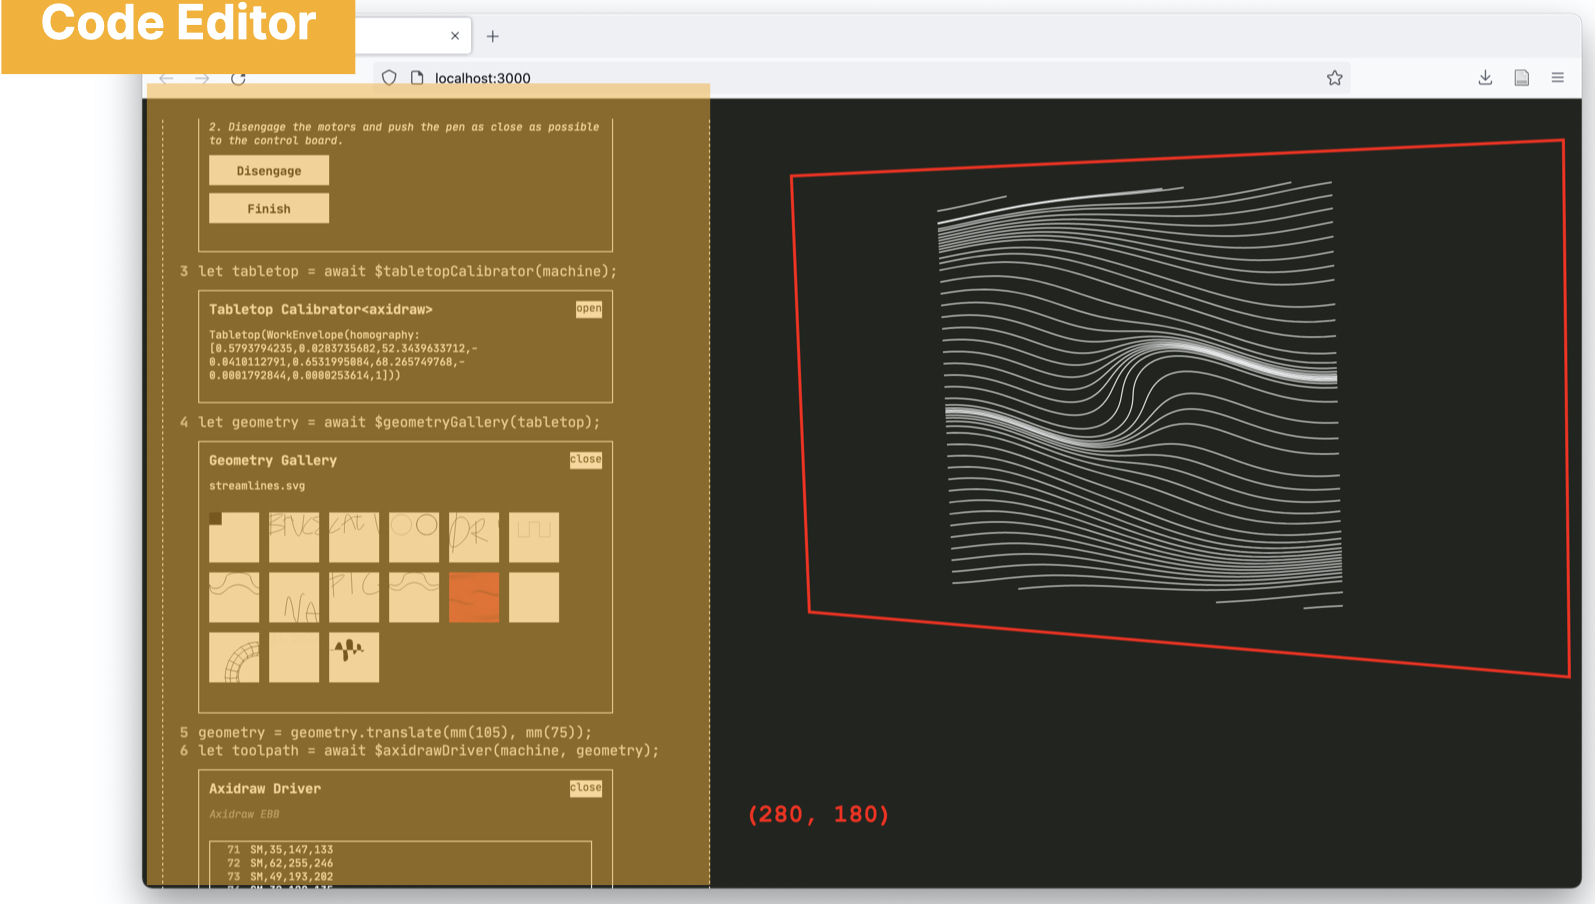 Code Editor
localhost:3000
2. Disengage the motors and push the pen as close as possible
to the control board.
Disengage
Finish
3 let tabletop = await $tabletopCalibrator(machine);
Tabletop Calibrator<axidraw>
open
Tabletop(WorkEnvelope(homography:
[0.5793794235,0.0283735682,52.3439633712,-
0.0410112791,0.6531995084,68.265749768,-
0.0001792844,0.0000253614,1]))
4 let geometry = await $geometryGallery(tabletop);
Geometry Gallery
close
streamlines.svg
5 geometry = geometry.translate(mm(105), mm(75));
6 let toolpath = await $axidrawDriver(machine, geometry);
Axidraw Driver
close
Axidraw EBB
71 SM,35,147,133
72 SM,62,255,246
73 SM,49,193,202
(280, 180)